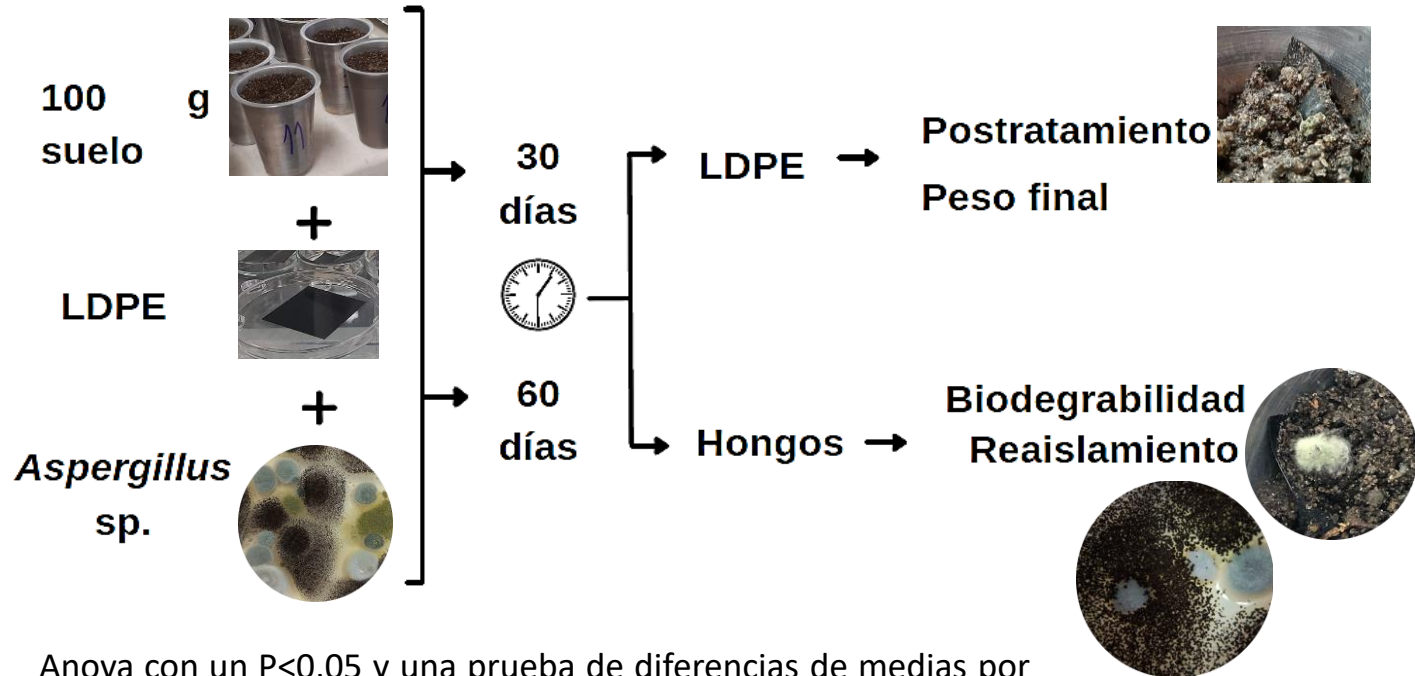 100 g
suelo
+
LDPE
+
Aspergillus
sp.
30
días
60
días
LDPE
Postratamiento
Peso final
Hongos
Biodegrabilidad
Reaislamiento
Anova con un P<0.05 y una prueba de diferencias de medias por